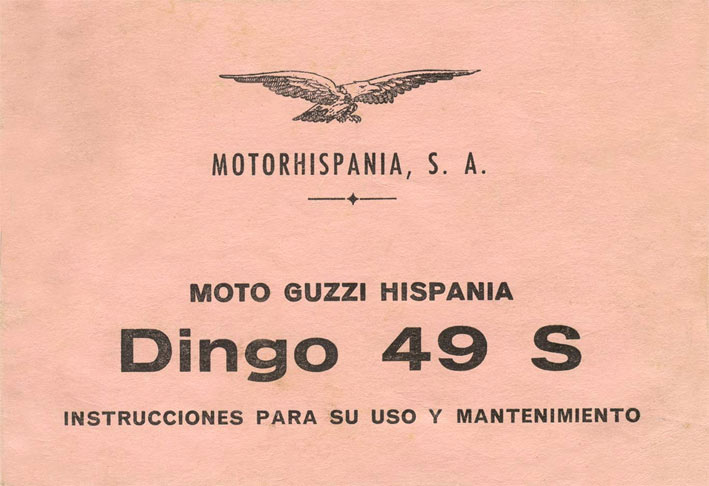 MOTORHISPANIA, S. A.
MOTO GUZZI HISPANIA
Dingo 49 S
INSTRUCCIONES PARA SU USO Y MANTENIMIENTO